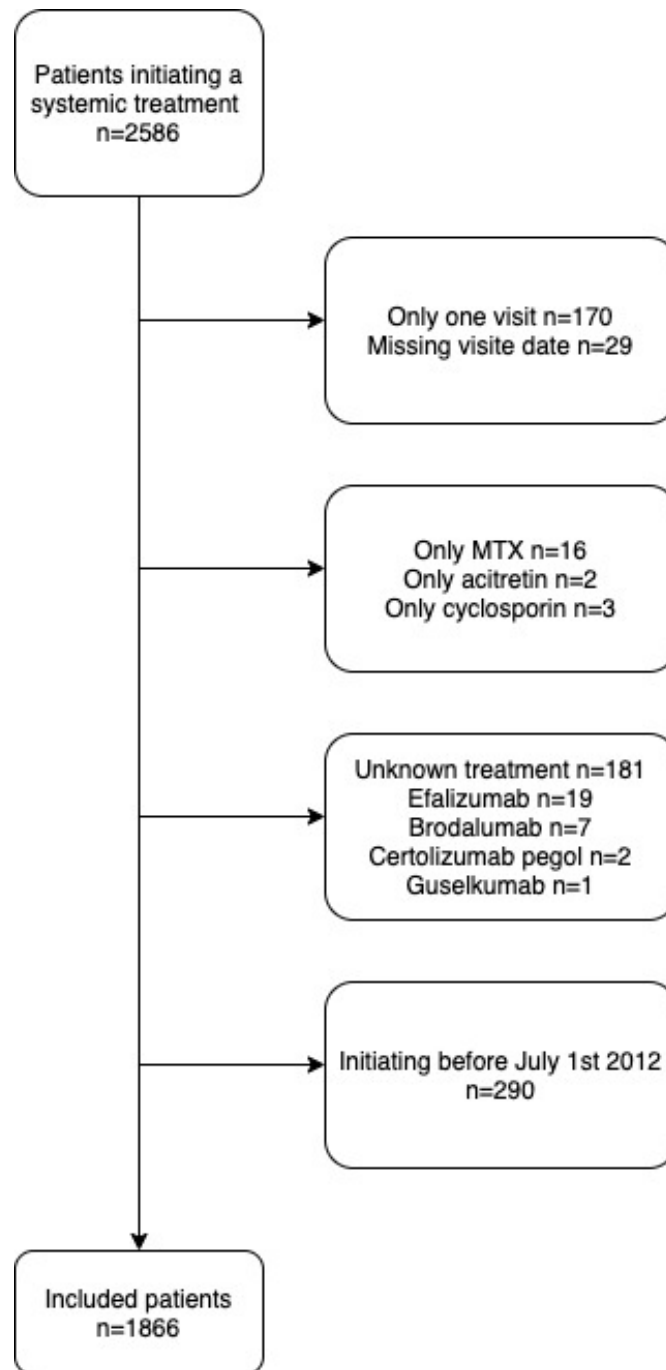 Patients initiating a
systemic treatment
n=2586
Only one visit n=170
Missing visite date n=29
Only MTX n=16
Only acitretin n=2
Only cyclosporin n=3
Unknown treatment n=181
Efalizumab n=19
Brodalumab n=7
Certolizumab pegol n=2
Guselkumab n=1
Initiating before July 1st 2012
n=290
Included patients
n=1866